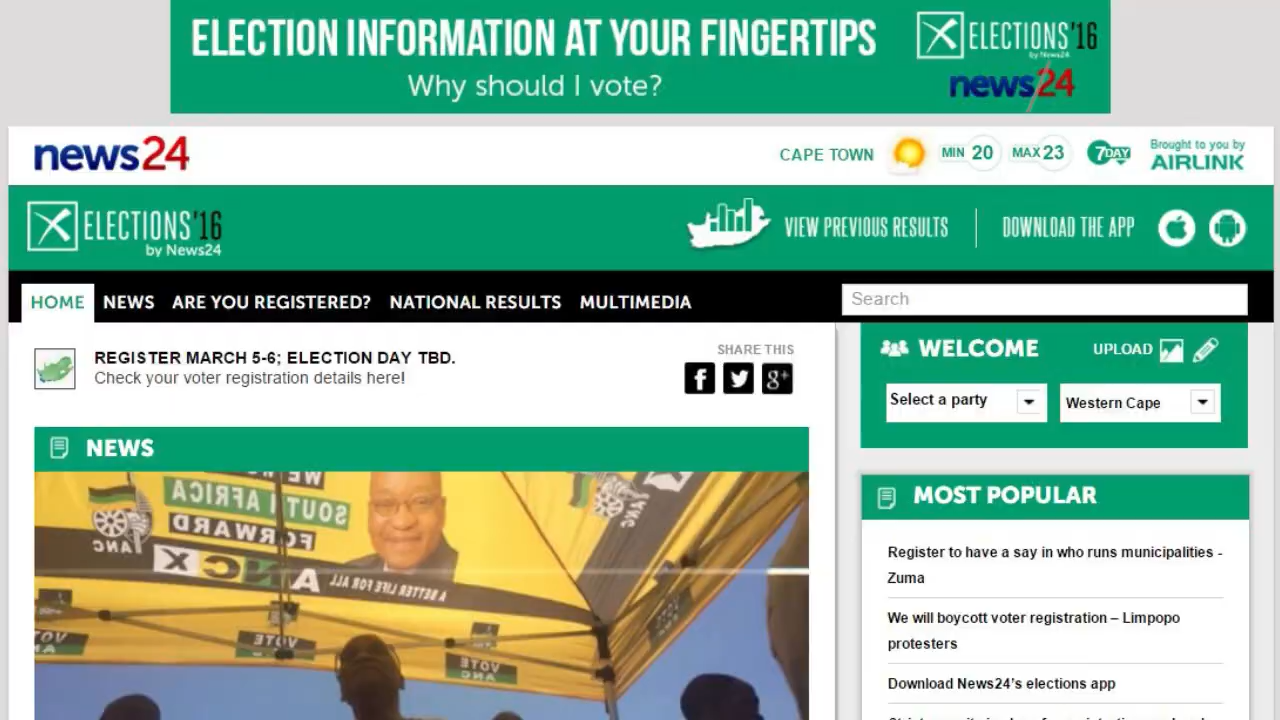 ELECTION INFORMATION AT YOUR FINGERTIPS
Why should I vote?
ELECTIONS'16
by News24
news24
news24
CAPE TOWN
MIN 20
MAX 23
7DAY
Brought to you by
AIRLINK
ELECTIONS'16
by News24
VIEW PREVIOUS RESULTS
DOWNLOAD THE APP
HOME
NEWS
ARE YOU REGISTERED?
NATIONAL RESULTS
MULTIMEDIA
Search
REGISTER MARCH 5-6; ELECTION DAY TBD.
Check your voter registration details here!
SHARE THIS
f
g+
WELCOME
UPLOAD
Select a party
Western Cape
NEWS
WE
SOUTH AFRICA
FORWARD
ANC
ANC
X
ANC
A BETTER LIFE FOR ALL
VOTE
VOTE
MOST POPULAR
Register to have a say in who runs municipalities -
Zuma
We will boycott voter registration – Limpopo
protesters
Download News24's elections app